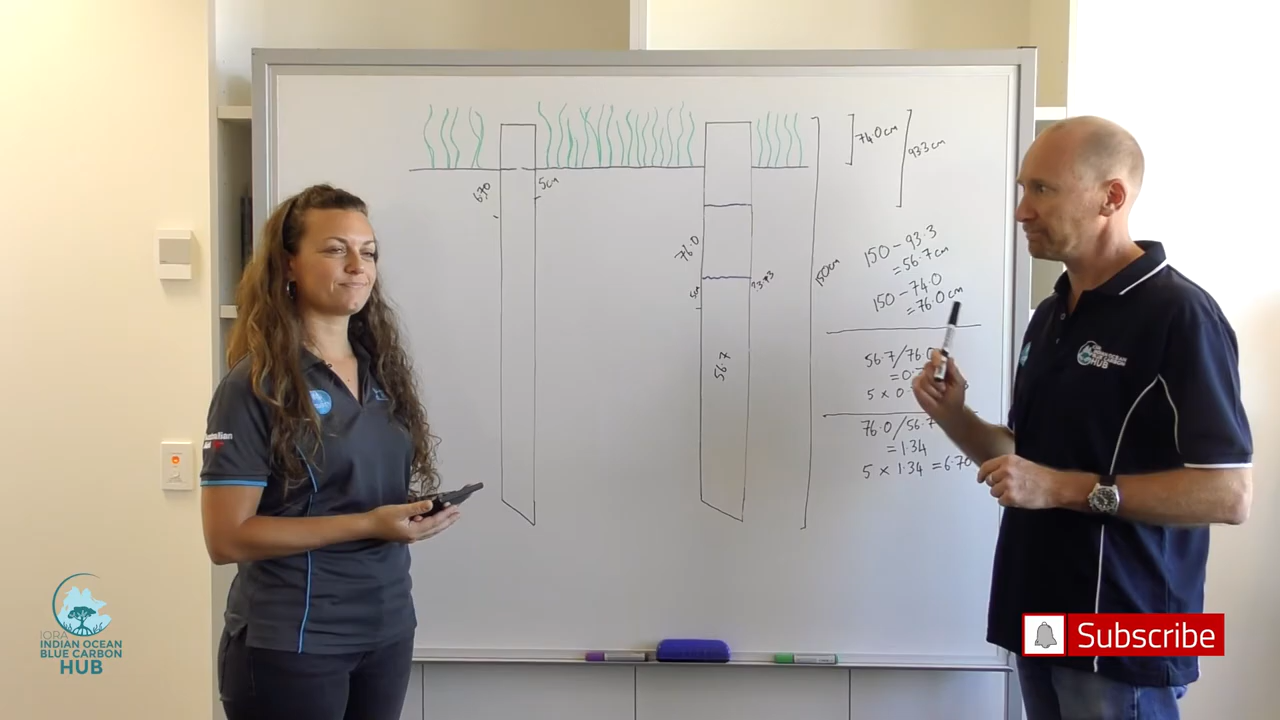 74.0cm
93.3cm
6.70
5cm
150 - 93.3
= 56.7cm
76.0
150cm
150 - 74.0
= 76.0cm
5cm
56.7
56.7/76.0
5 x 0.
76.0/56.7
= 1.34
5 x 1.34 = 6.70
HUB
IORA
INDIAN OCEAN
BLUE CARBON
HUB
Subscribe